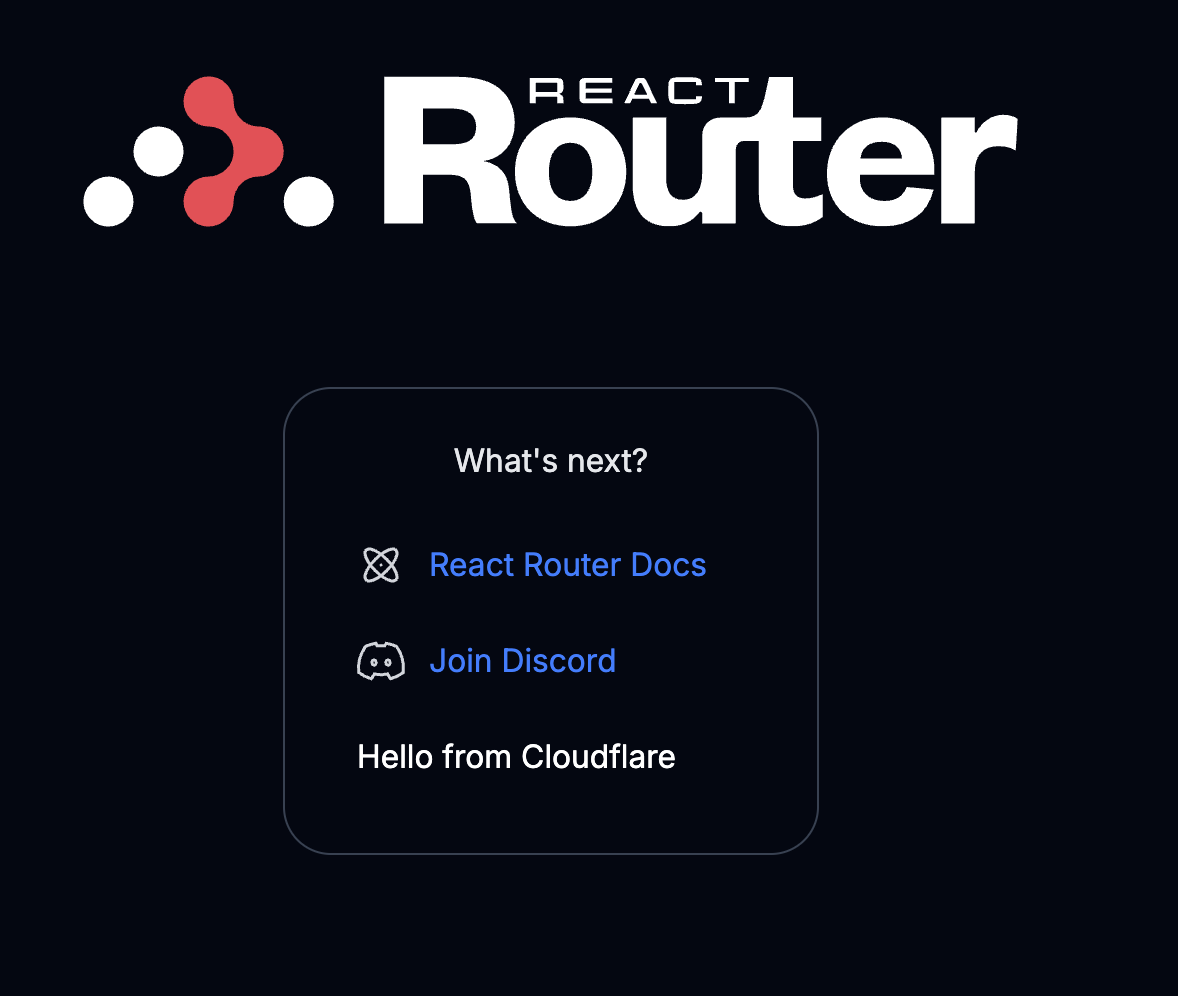 REACT
Router
What's next?
React Router Docs
Join Discord
Hello from Cloudflare